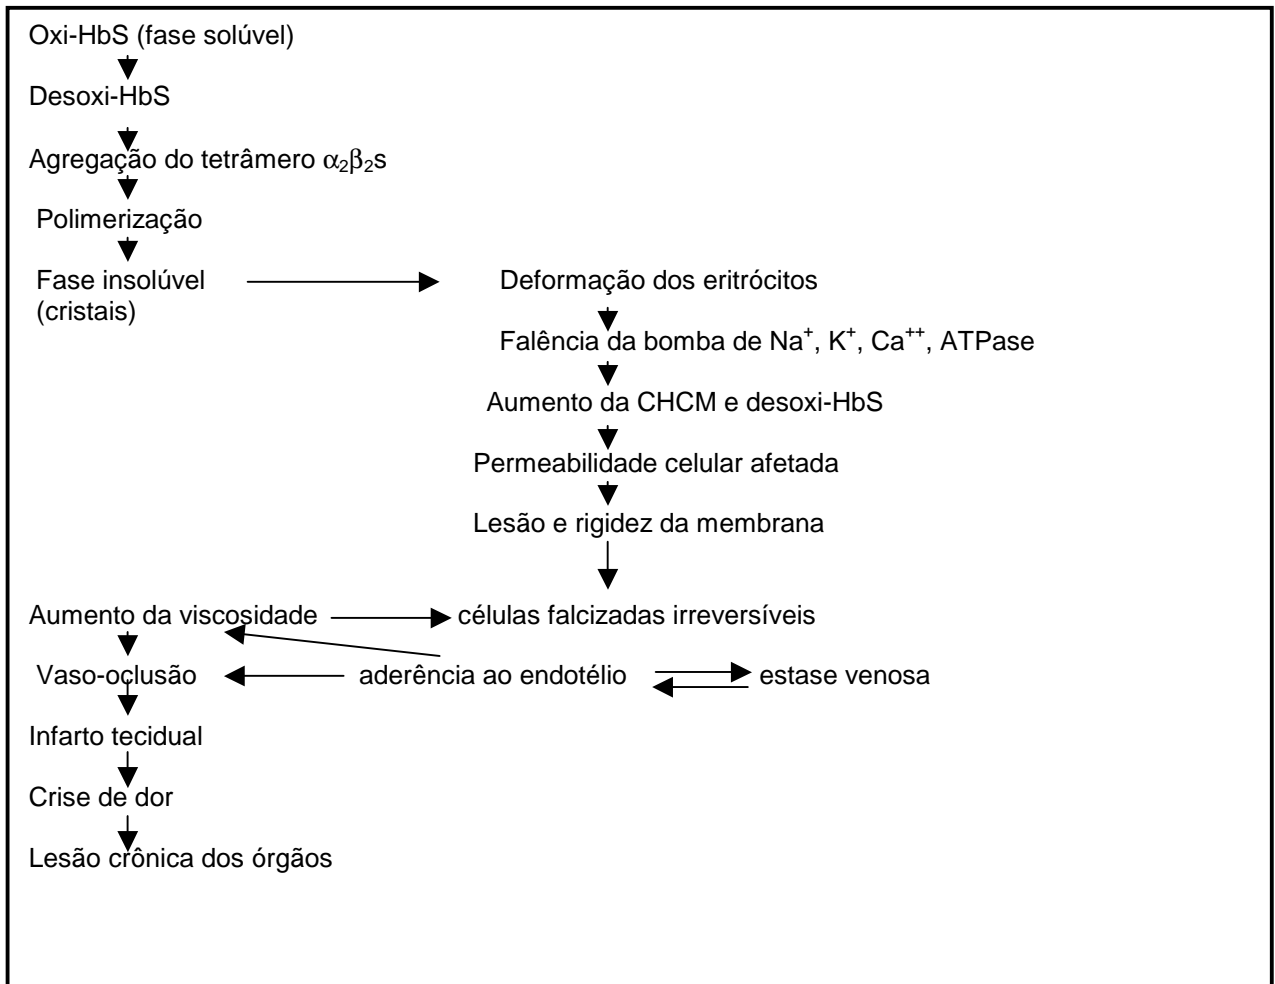 Oxi-HbS (fase solúvel)
Desoxi-HbS
Agregação do tetrâmero α₂β₂s
Polimerização
Fase insolúvel
(cristais)
Deformação dos eritrócitos
Falência da bomba de Na⁺, K⁺, Ca⁺⁺, ATPase
Aumento da CHCM e desoxi-HbS
Permeabilidade celular afetada
Lesão e rigidez da membrana
Aumento da viscosidade células falcizadas irreversíveis
Vaso-oclusão aderência ao endotélio estase venosa
Infarto tecidual
Crise de dor
Lesão crônica dos órgãos